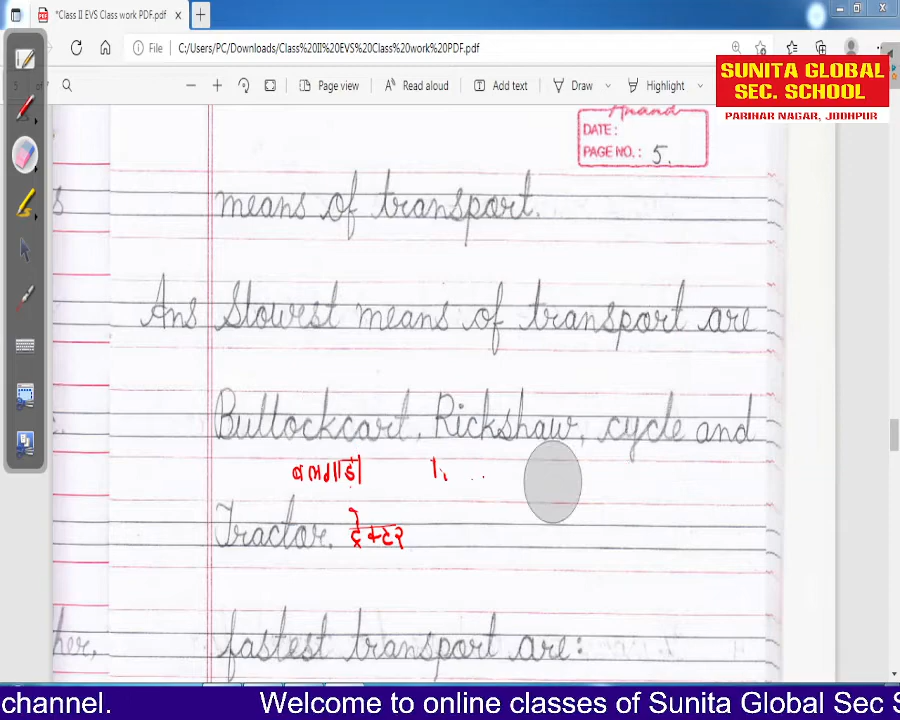 *Class II EVS Class work PDF.pdf
File C:/Users/PC/Downloads/Class%20II%20EVS%20Class%20work%20PDF.pdf
Page view Read aloud Add text Draw Highlight
SUNITA GLOBAL
SEC. SCHOOL
PARIHAR NAGAR, JODHPUR
Anand
DATE:
PAGE NO.: 5.
means of transport.
Ans Slowest means of transport are
Bullockcart, Rickshaw, cycle and
बलगाडी
Tractor. ट्रेक्टर
her, fastest transport are:
channel. Welcome to online classes of Sunita Global Sec S